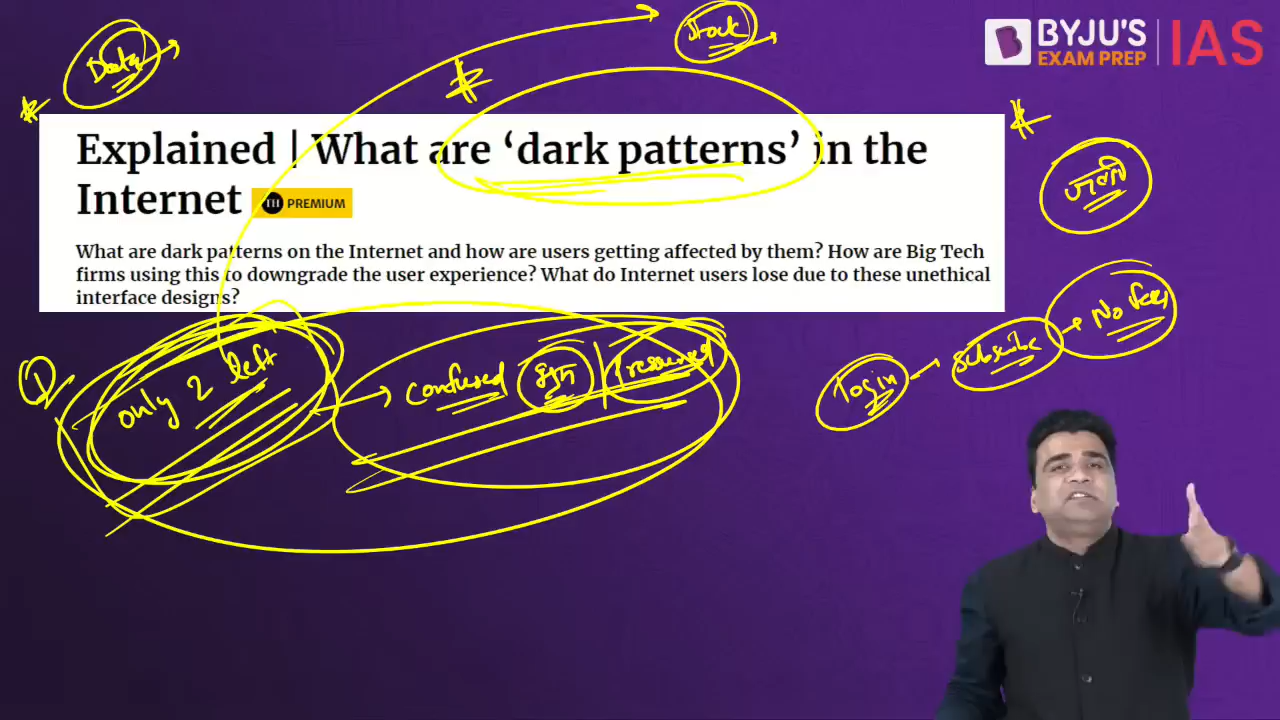 Stock
BYJU'S
EXAM PREP
IAS
Explained | What are ‘dark patterns’ in the
Internet
TH PREMIUM
What are dark patterns on the Internet and how are users getting affected by them? How are Big Tech
firms using this to downgrade the user experience? What do Internet users lose due to these unethical
interface designs?
① only 2 left → confused
login → subscribe → No fees